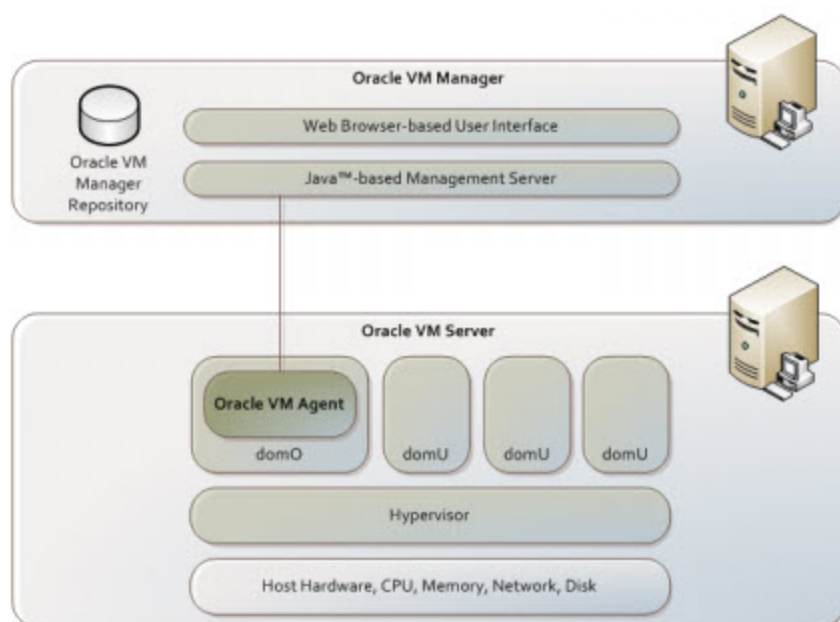 Oracle VM Manager
Web Browser-based User Interface
Oracle VM
Manager
Repository
Java™-based Management Server
Oracle VM Server
Oracle VM Agent
domO
domU
domU
domU
Hypervisor
Host Hardware, CPU, Memory, Network, Disk